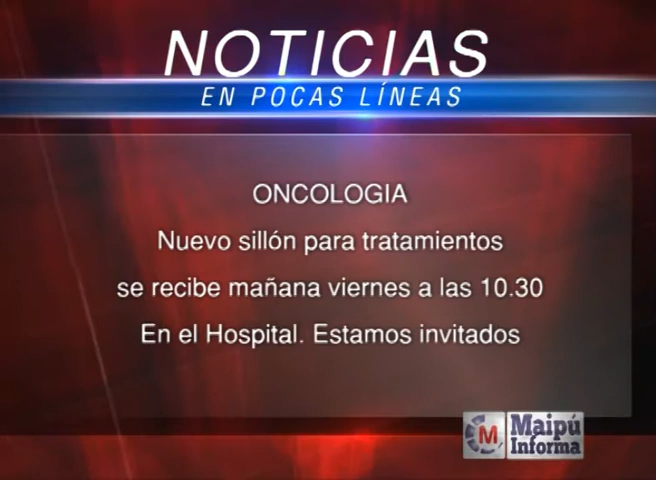 NOTICIAS
EN POCAS LÍNEAS
ONCOLOGIA
Nuevo sillón para tratamientos
se recibe mañana viernes a las 10.30
En el Hospital. Estamos invitados
M Maipú
Informa